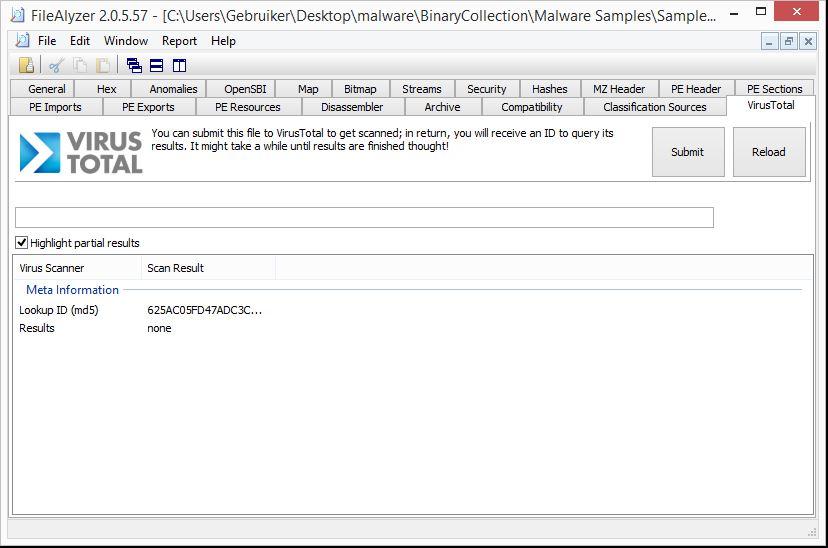 FileAlyzer 2.0.5.57 - [C:\Users\Gebruiker\Desktop\malware\BinaryCollection\Malware Samples\Sample...
File Edit Window Report Help
General Hex Anomalies OpenSBI Map Bitmap Streams Security Hashes MZ Header PE Header PE Sections
PE Imports PE Exports PE Resources Disassembler Archive Compatibility Classification Sources VirusTotal
VIRUS
TOTAL
You can submit this file to VirusTotal to get scanned; in return, you will receive an ID to query its
results. It might take a while until results are finished thought!
Submit Reload
Highlight partial results
Virus Scanner Scan Result
Meta Information
Lookup ID (md5) 625AC05FD47ADC3C...
Results none